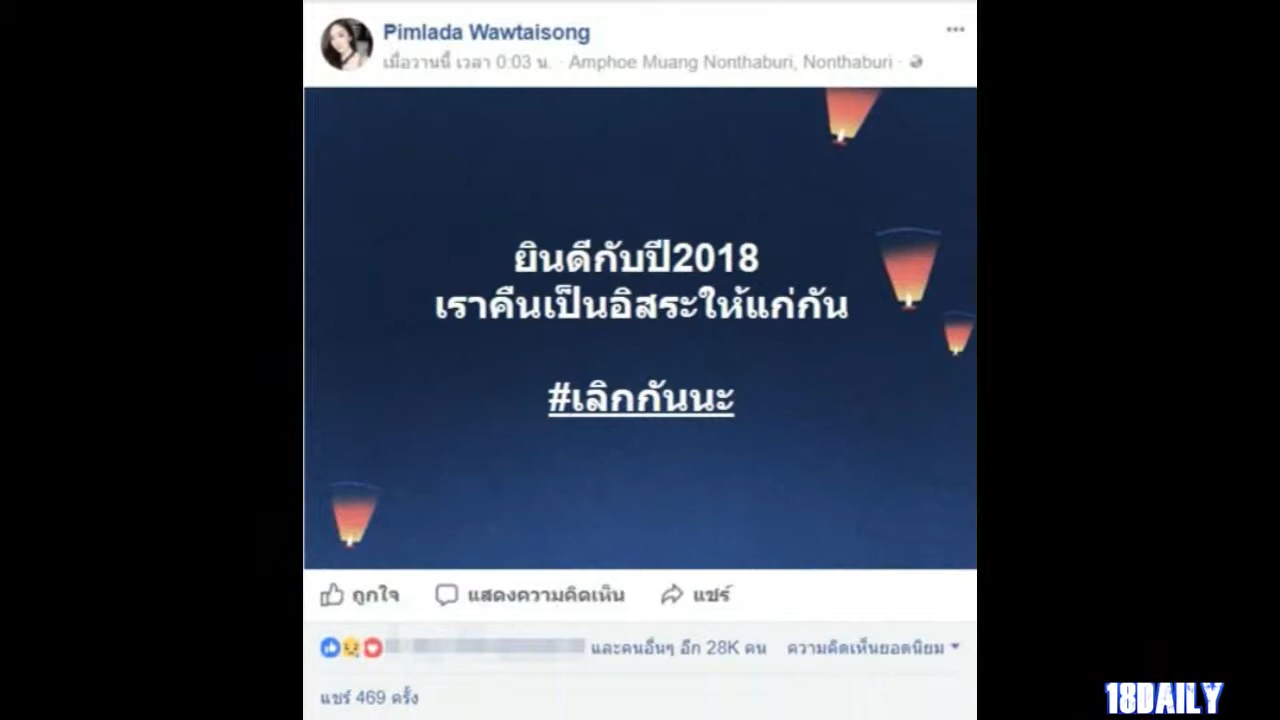 Pimlada Wawtaisong
เมื่อวานนี้ เวลา 0:03 น. · Amphoe Muang Nonthaburi, Nonthaburi ·
ยินดีกับปี2018
เราคืนเป็นอิสระให้แก่กัน
#เลิกกันนะ
ถูกใจ แสดงความคิดเห็น แชร์
และคนอื่นๆ อีก 28K คน ความคิดเห็นยอดนิยม
แชร์ 469 ครั้ง
18DAILY